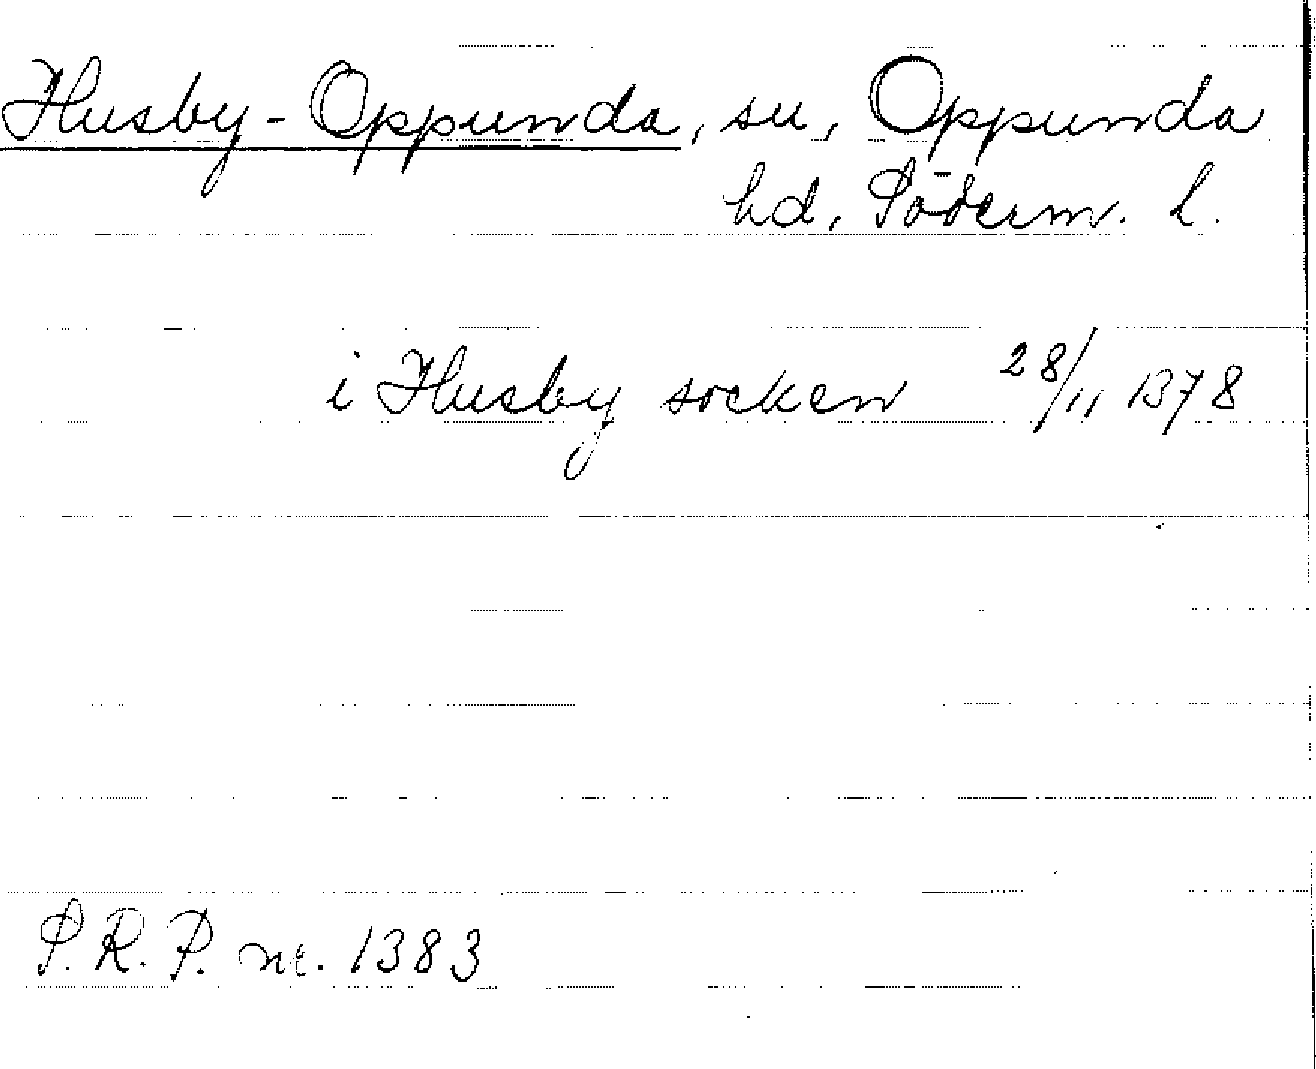 Husby-Oppunda, sn, Oppunda
hd, Söderm. l.
i Husby socken 28/11 1378
S.R.P. nr. 1383